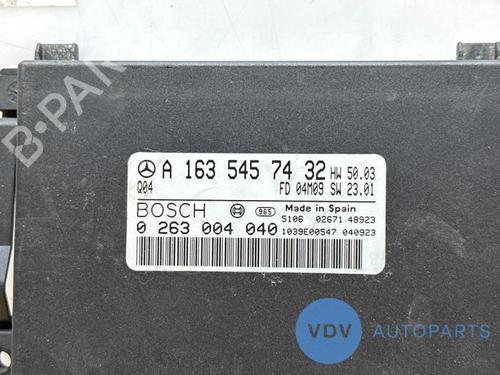 B-PARTS
A 163 545 74 32 HW 50.03
Q04 FD 04M09 SW 23.01
BOSCH 965 Made in Spain
5106 02671 48923
0 263 004 040 1039E00547 040923
VDV AUTOPARTS